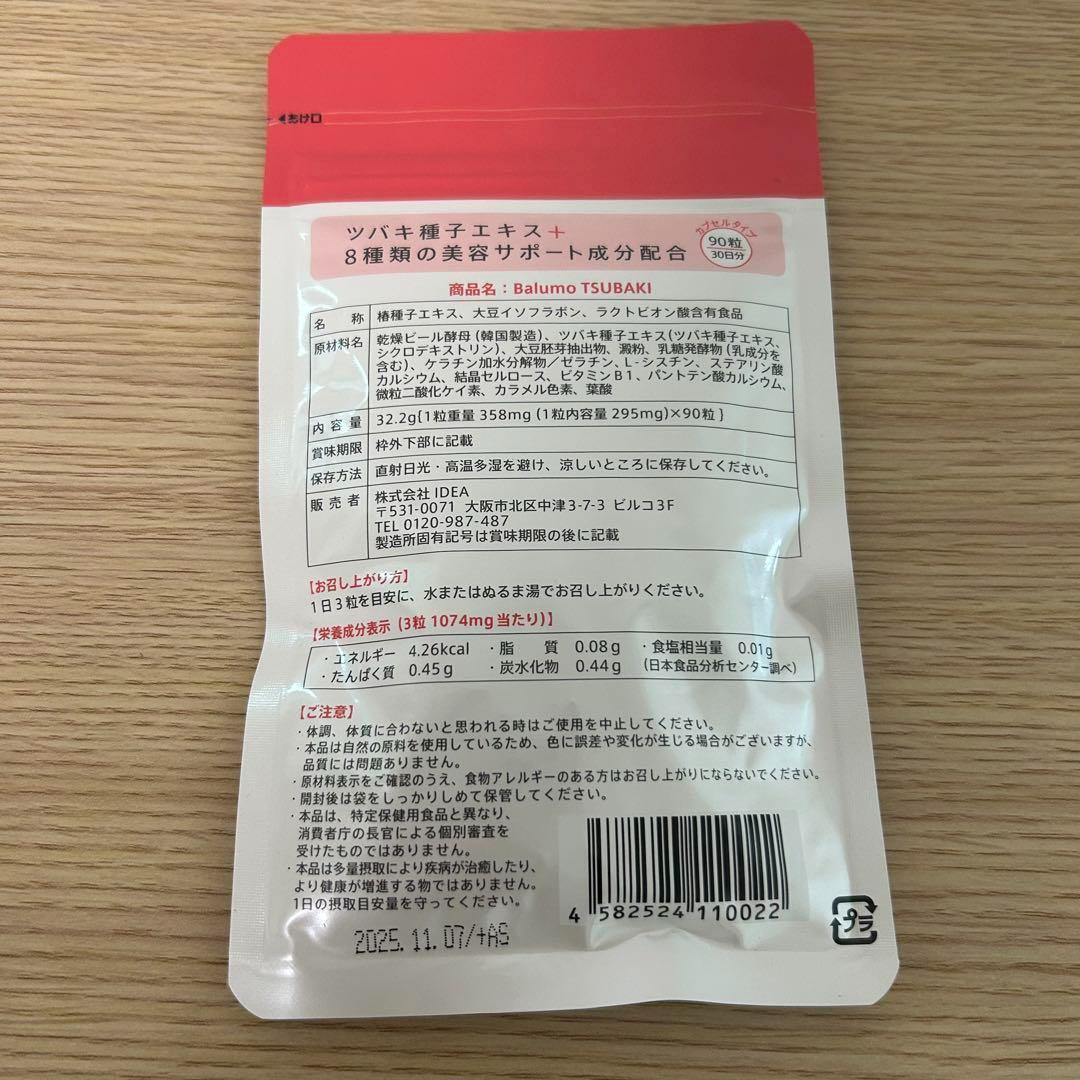 ◀あけ口
ツバキ種子エキス+
8種類の美容サポート成分配合
カプセルタイプ
90粒
30日分
商品名：Balumo TSUBAKI
名 称 椿種子エキス、大豆イソフラボン、ラクトビオン酸含有食品
原材料名 乾燥ビール酵母(韓国製造)、ツバキ種子エキス(ツバキ種子エキス、
シクロデキストリン)、大豆胚芽抽出物、澱粉、乳糖発酵物(乳成分を
含む)、ケラチン加水分解物／ゼラチン、L-シスチン、ステアリン酸
カルシウム、結晶セルロース、ビタミンB1、パントテン酸カルシウム、
微粒二酸化ケイ素、カラメル色素、葉酸
内容量 32.2g{1粒重量 358mg (1粒内容量 295mg)×90粒}
賞味期限 枠外下部に記載
保存方法 直射日光・高温多湿を避け、涼しいところに保存してください。
販売者 株式会社 IDEA
〒531-0071 大阪市北区中津3-7-3 ビルコ3F
TEL 0120-987-487
製造所固有記号は賞味期限の後に記載
【お召し上がり方】
1日3粒を目安に、水またはぬるま湯でお召し上がりください。
【栄養成分表示(3粒 1074mg当たり)】
・エネルギー 4.26kcal ・脂 質 0.08g ・食塩相当量 0.01g
・たんぱく質 0.45g ・炭水化物 0.44g (日本食品分析センター調べ)
【ご注意】
・体調、体質に合わないと思われる時はご使用を中止してください。
・本品は自然の原料を使用しているため、色に誤差や変化が生じる場合がございますが、
品質には問題ありません。
・原材料表示をご確認のうえ、食物アレルギーのある方はお召し上がりにならないでください。
・開封後は袋をしっかりしめて保管してください。
・本品は、特定保健用食品と異なり、
消費者庁の長官による個別審査を
受けたものではありません。
・本品は多量摂取により疾病が治癒したり、
より健康が増進する物ではありません。
1日の摂取目安量を守ってください。
4 582524 110022
プラ
2025.11.07/+AS